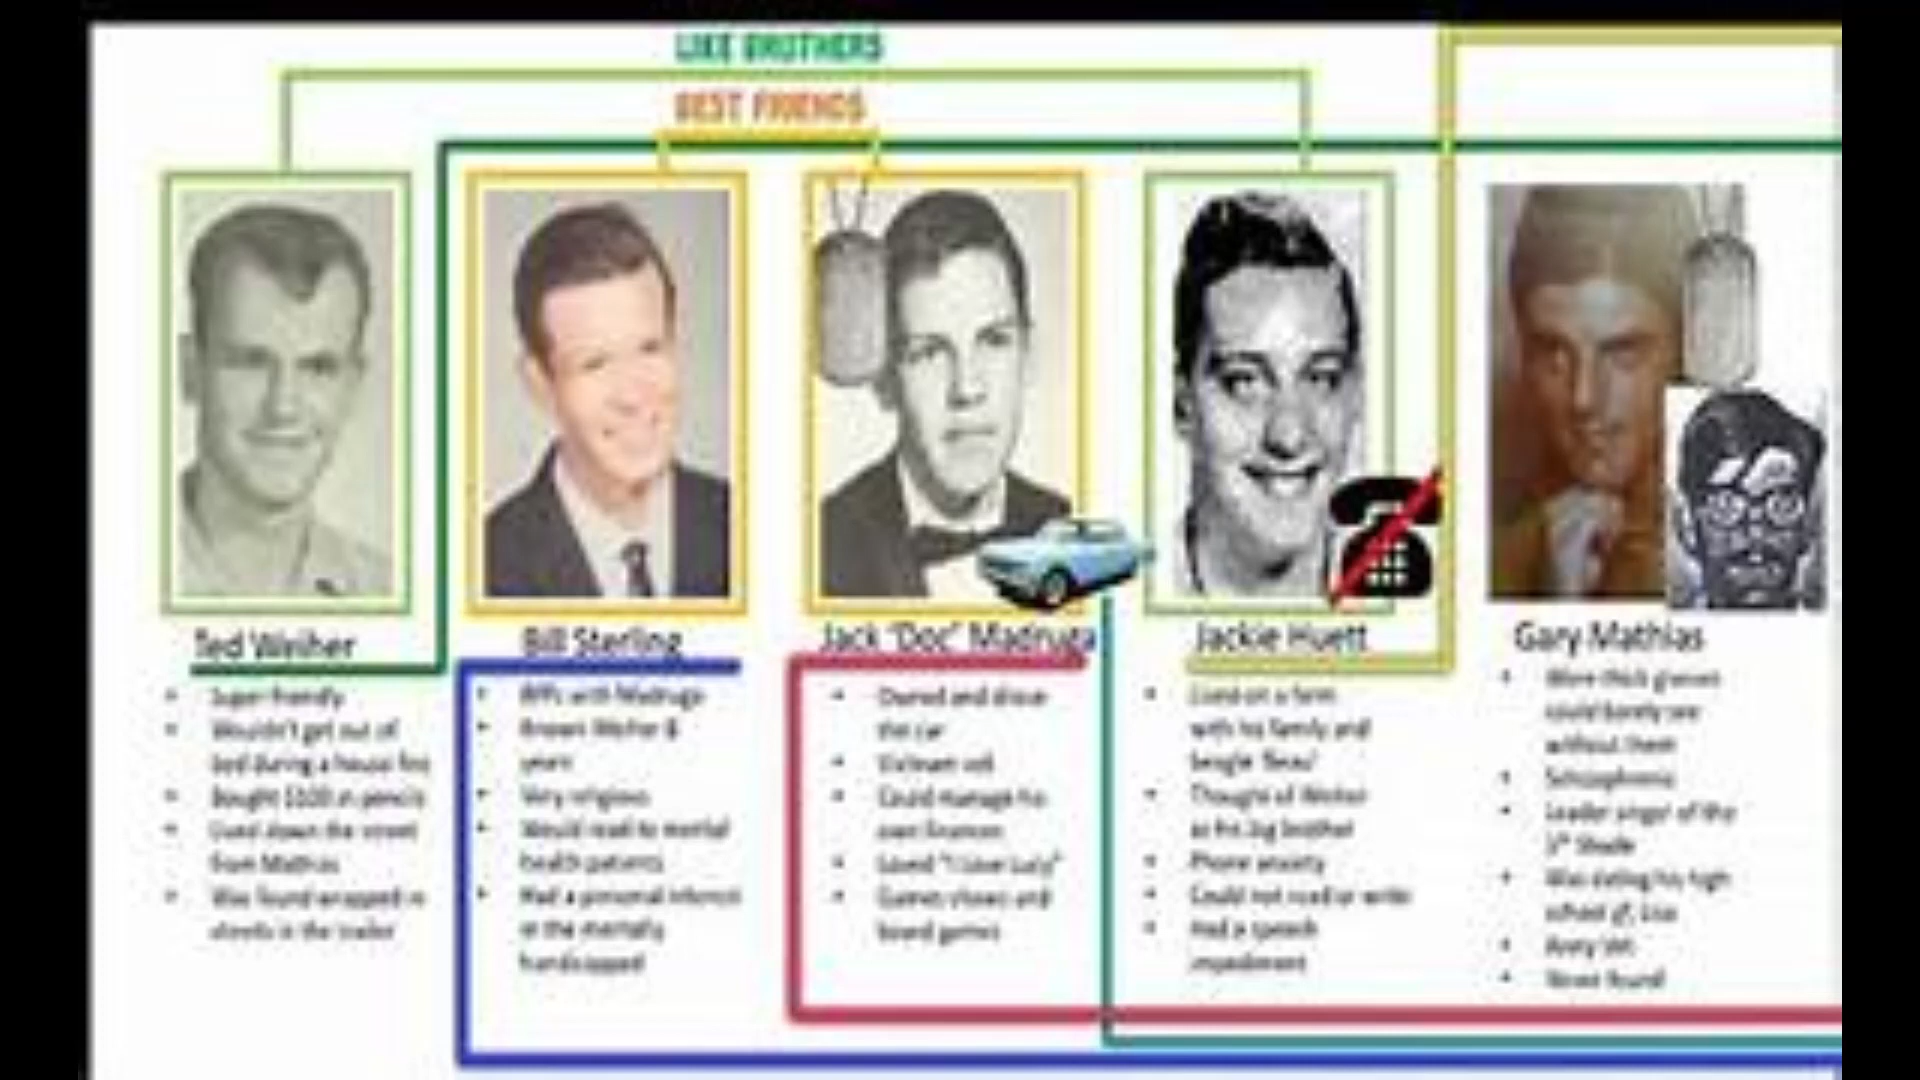 LIKE BROTHERS
BEST FRIENDS
Ted Weiher
Bill Sterling
Jack "Doc" Madruga
Jackie Huett
Gary Mathias
• Super friendly
• Wouldn't get out of
bed during a house fire
• Bought $100 in pencils
• Lived down the street
from Mathias
• Was found wrapped in
sheets in the trailer
• BFFs with Madruga
• Known Weiher 8
years
• Very religious
• Would read to mental
health patients
• Had a personal interest
in the mentally
handicapped
• Owned and drove
the car
• Vietnam vet
• Could manage his
own finances
• Loved "I Love Lucy"
• Games shows and
board games
• Lived on a farm
with his family and
beagle 'Beau'
• Thought of Weiher
as his big brother
• Phone anxiety
• Could not read or write
• Had a speech
impediment
• Wore thick glasses
could barely see
without them
• Schizophrenic
• Leader singer of the
5th Shade
• Was dating his high
school gf, Lisa
• Army Vet
• Never found